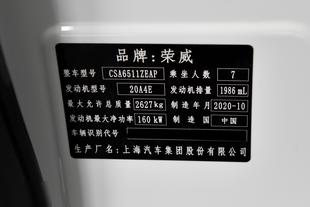 品牌：荣威
整车型号 CSA6511ZEAP 乘坐人数 7
发动机型号 20A4E 发动机排量 1986 mL
最大允许总质量 2627kg 制造年月 2020-10
发动机最大净功率 160 kW 制造国 中国
车辆识别代号
生产厂名：上海汽车集团股份有限公司